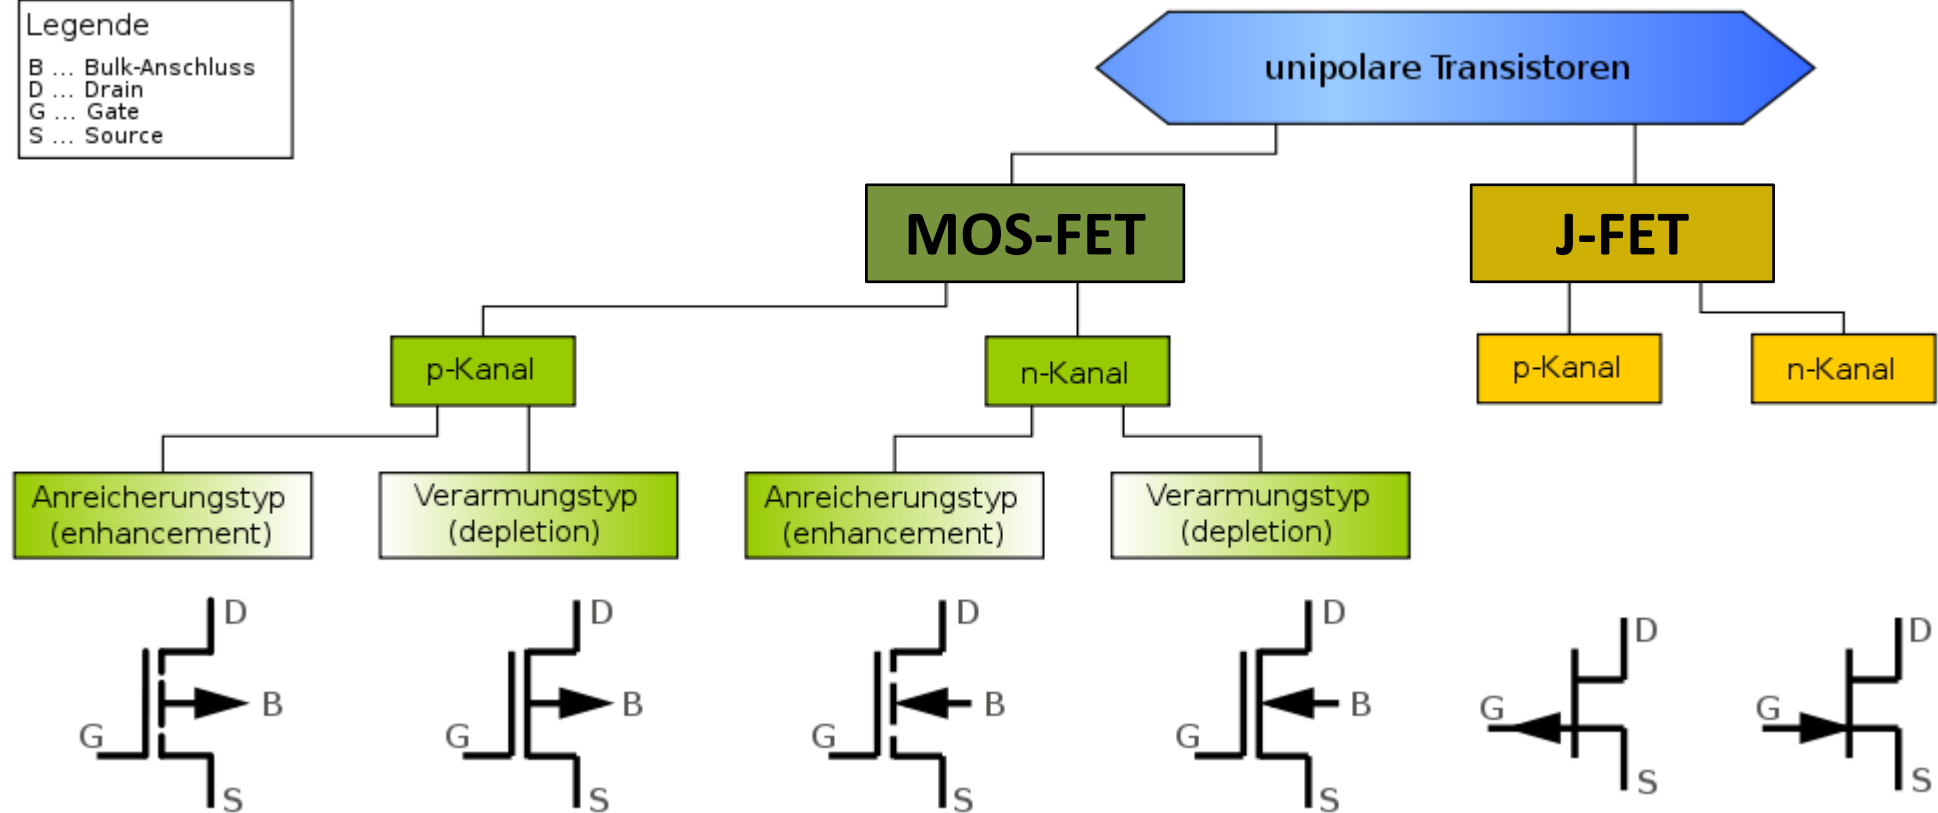 Legende
B ... Bulk-Anschluss
D ... Drain
G ... Gate
S ... Source
unipolare Transistoren
MOS-FET
J-FET
p-Kanal
n-Kanal
p-Kanal
n-Kanal
Anreicherungstyp
(enhancement)
Verarmungstyp
(depletion)
Anreicherungstyp
(enhancement)
Verarmungstyp
(depletion)
D
B
G
S
D
B
G
S
D
B
G
S
D
B
G
S
D
G
S
D
G
S